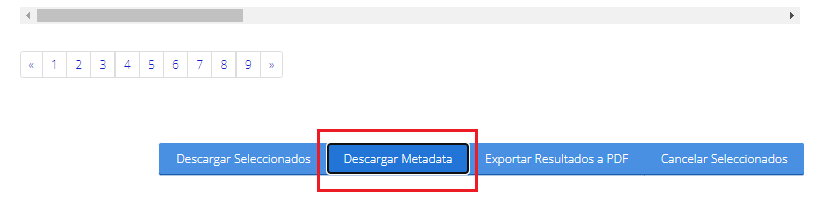 « 1 2 3 4 5 6 7 8 9 »
Descargar Seleccionados Descargar Metadata Exportar Resultados a PDF Cancelar Seleccionados